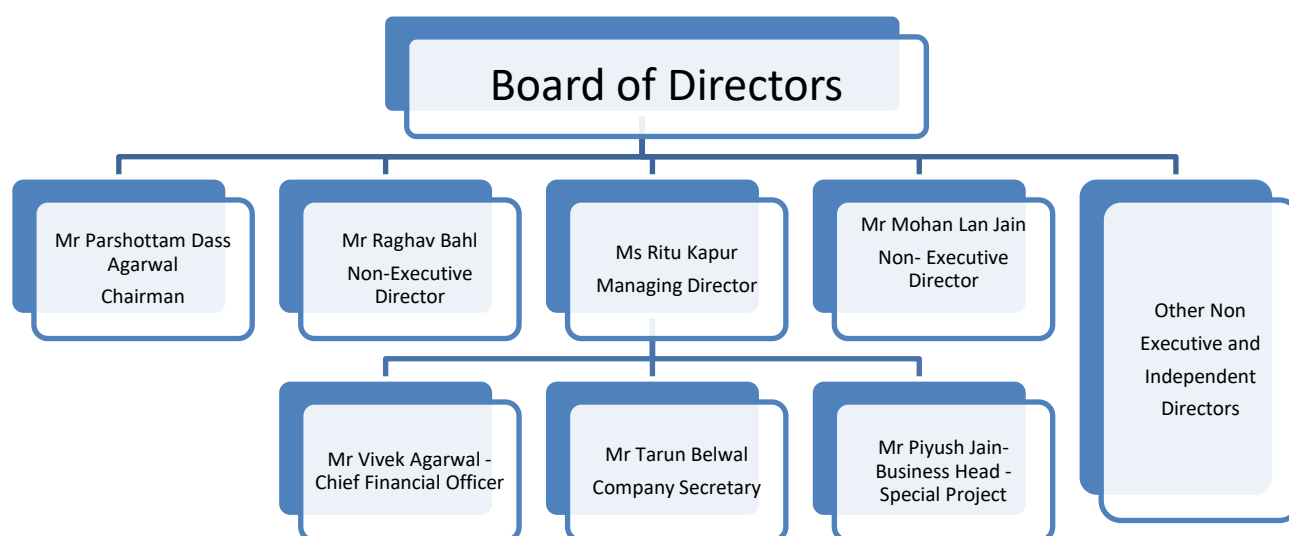 Board of Directors
Mr Parshottam Dass
Agarwal
Chairman
Mr Raghav Bahl
Non-Executive
Director
Ms Ritu Kapur
Managing Director
Mr Mohan Lan Jain
Non- Executive
Director
Other Non
Executive and
Independent
Directors
Mr Vivek Agarwal -
Chief Financial Officer
Mr Tarun Belwal
Company Secretary
Mr Piyush Jain-
Business Head -
Special Project